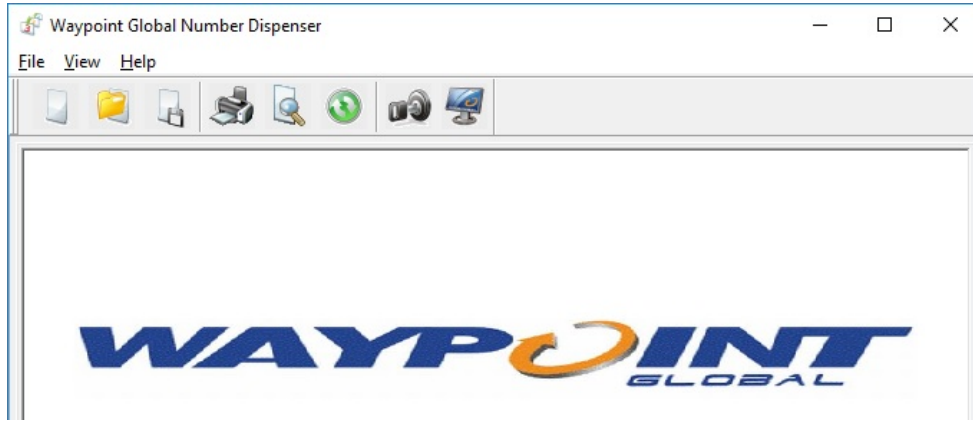 Waypoint Global Number Dispenser
File View Help
WAYPOINT
GLOBAL